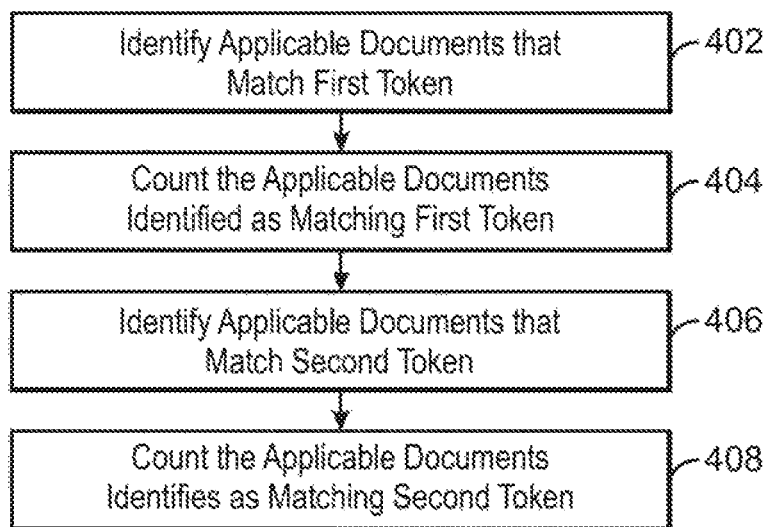 Identify Applicable Documents that
Match First Token
402
Count the Applicable Documents
Identified as Matching First Token
404
Identify Applicable Documents that
Match Second Token
406
Count the Applicable Documents
Identifies as Matching Second Token
408